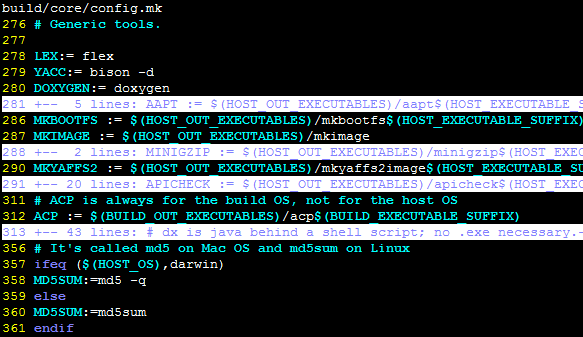 build/core/config.mk
276 # Generic tools.
277
278 LEX:= flex
279 YACC:= bison -d
280 DOXYGEN:= doxygen
281 +--  5 lines: AAPT := $(HOST_OUT_EXECUTABLES)/aapt$(HOST_EXECUTABLE_S
286 MKBOOTFS := $(HOST_OUT_EXECUTABLES)/mkbootfs$(HOST_EXECUTABLE_SUFFIX)
287 MKIMAGE := $(HOST_OUT_EXECUTABLES)/mkimage
288 +--  2 lines: MINIGZIP := $(HOST_OUT_EXECUTABLES)/minigzip$(HOST_EXEC
290 MKYAFFS2 := $(HOST_OUT_EXECUTABLES)/mkyaffs2image$(HOST_EXECUTABLE_SU
291 +-- 20 lines: APICHECK := $(HOST_OUT_EXECUTABLES)/apicheck$(HOST_EXEC
311 # ACP is always for the build OS, not for the host OS
312 ACP := $(BUILD_OUT_EXECUTABLES)/acp$(BUILD_EXECUTABLE_SUFFIX)
313 +-- 43 lines: # dx is java behind a shell script; no .exe necessary.-
356 # It's called md5 on Mac OS and md5sum on Linux
357 ifeq ($(HOST_OS),darwin)
358 MD5SUM:=md5 -q
359 else
360 MD5SUM:=md5sum
361 endif